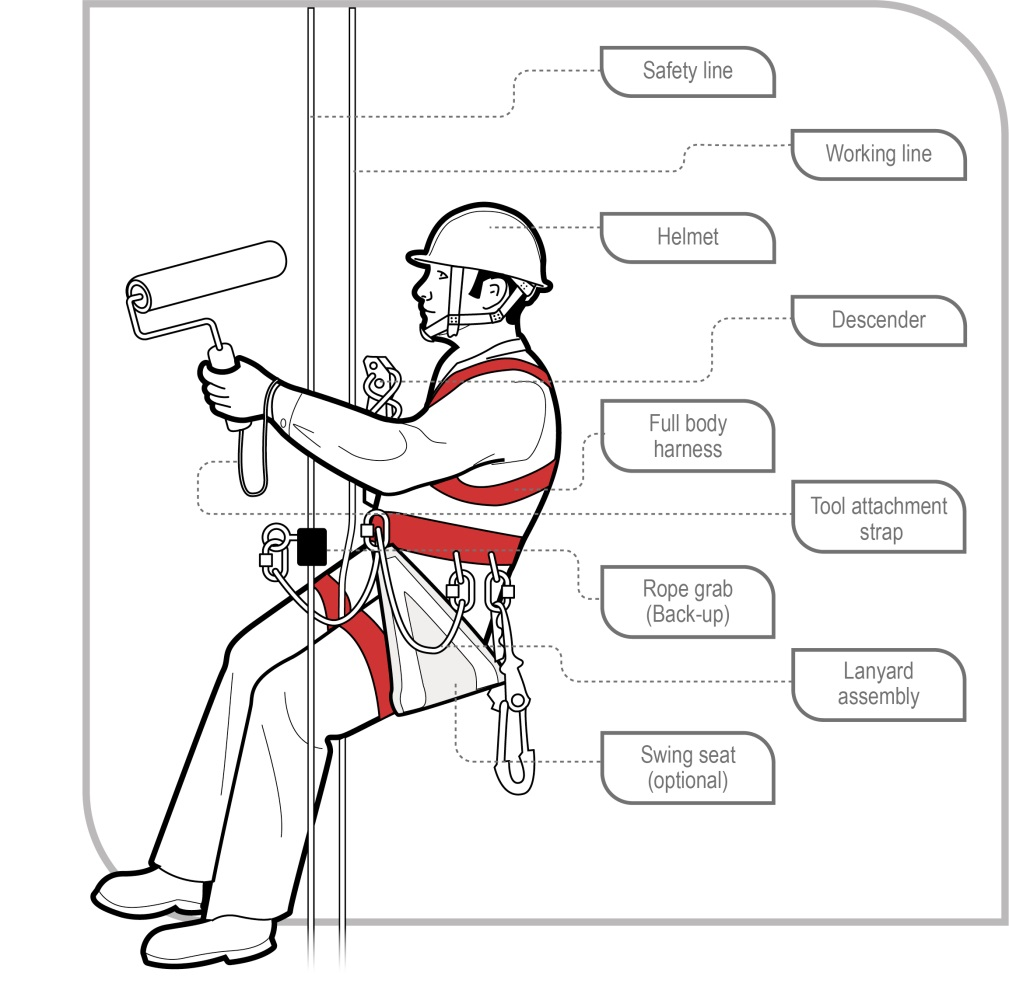 Safety line
Working line
Helmet
Descender
Full body
harness
Tool attachment
strap
Rope grab
(Back-up)
Lanyard
assembly
Swing seat
(optional)